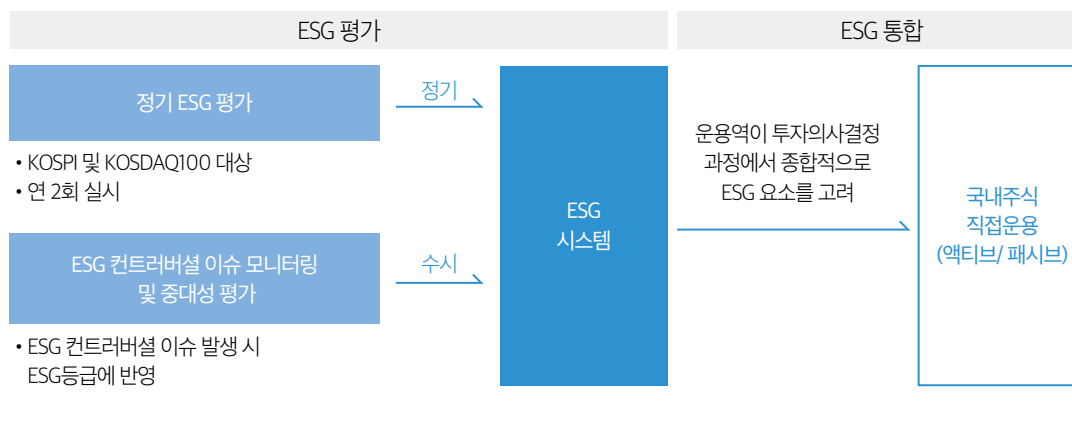 ESG 평가
ESG 통합
정기 ESG 평가
정기
• KOSPI 및 KOSDAQ100 대상
• 연 2회 실시
ESG 컨트러버셜 이슈 모니터링
및 중대성 평가
수시
• ESG 컨트러버셜 이슈 발생 시
ESG등급에 반영
ESG
시스템
운용역이 투자의사결정
과정에서 종합적으로
ESG 요소를 고려
국내주식
직접운용
(액티브/ 패시브)